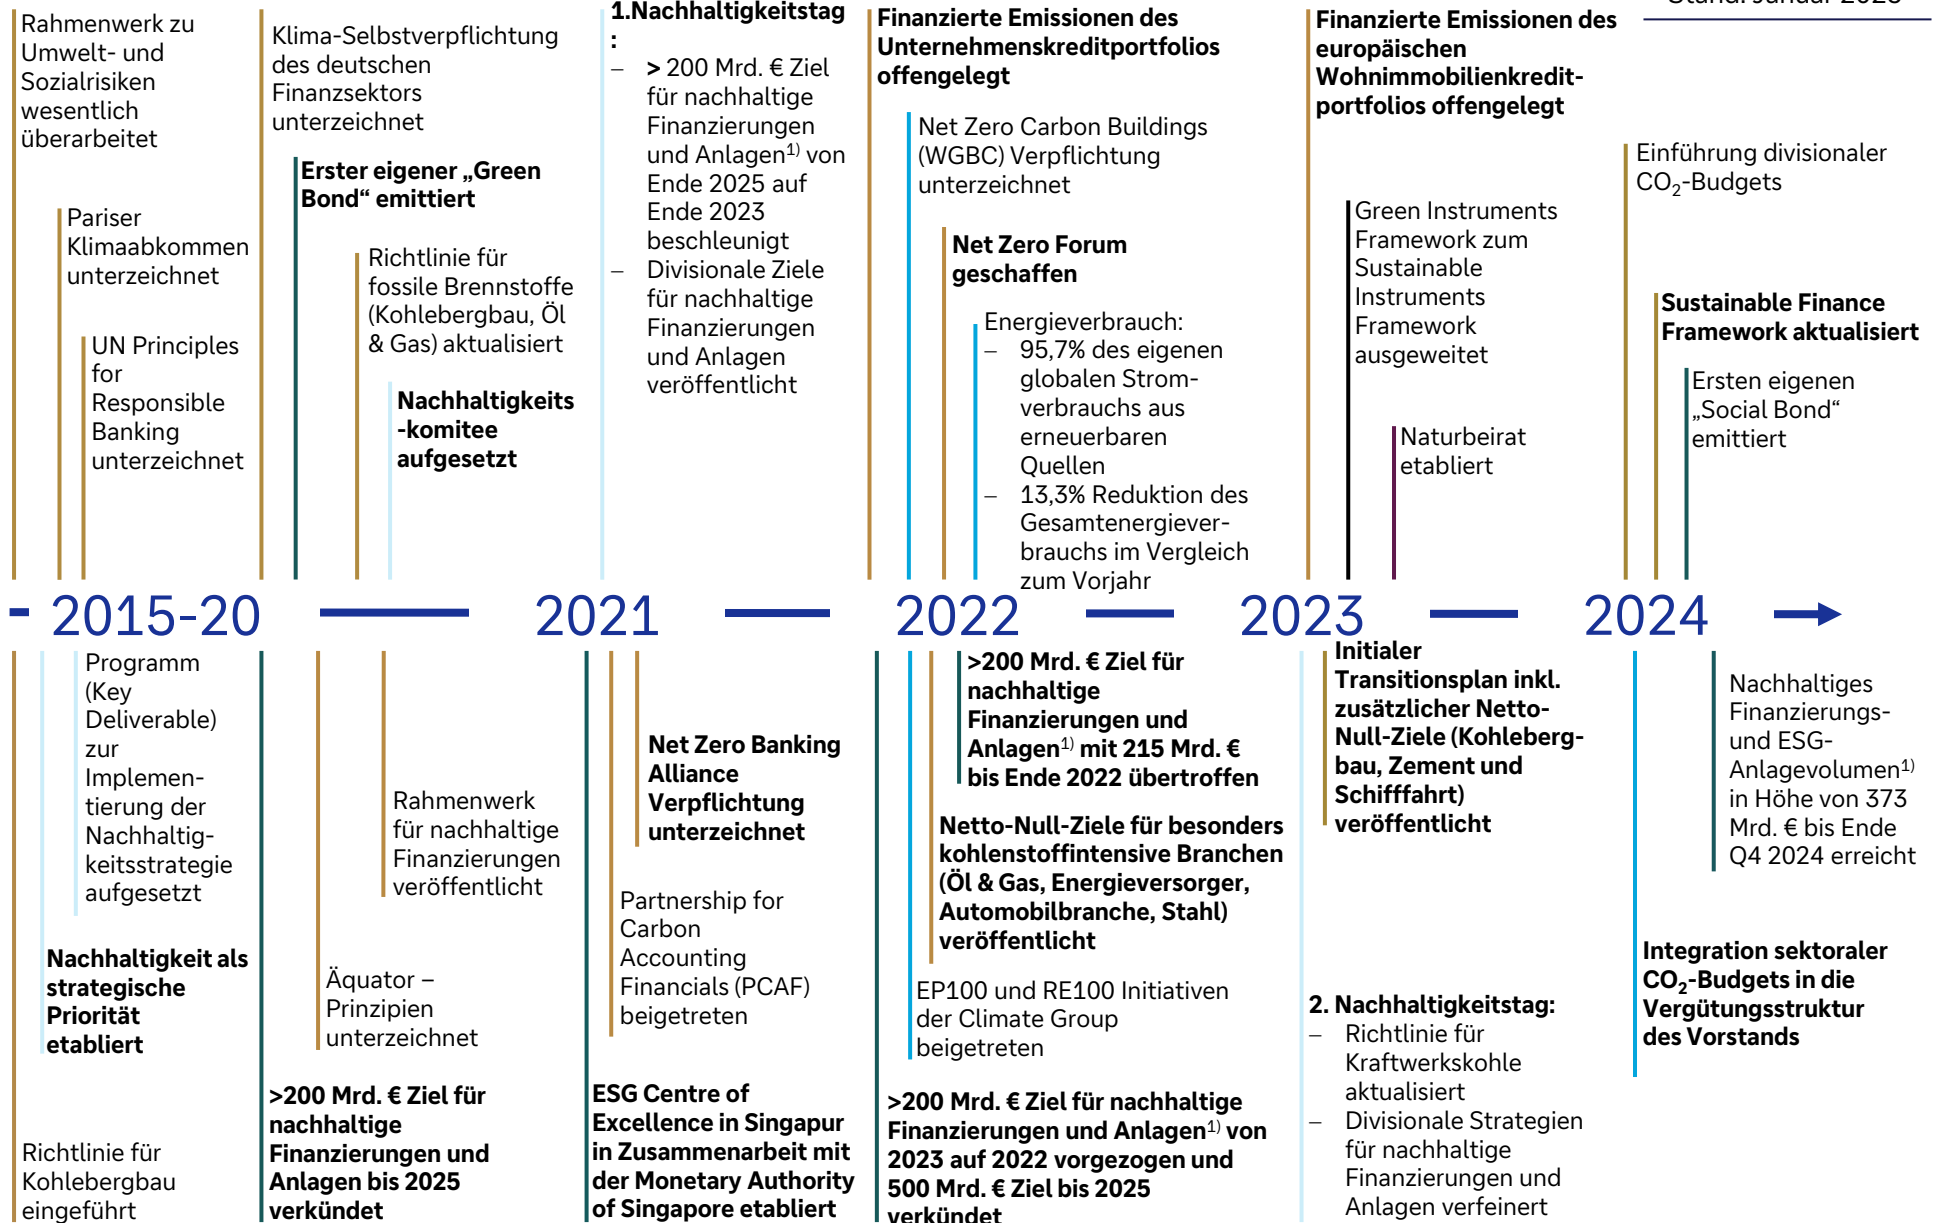 Stand: Januar 2025
Rahmenwerk zu
Umwelt- und
Sozialrisiken
wesentlich
überarbeitet
Pariser
Klimaabkommen
unterzeichnet
UN Principles
for
Responsible
Banking
unterzeichnet
Klima-Selbstverpflichtung
des deutschen
Finanzsektors
unterzeichnet
Erster eigener „Green
Bond“ emittiert
Richtlinie für
fossile Brennstoffe
(Kohlebergbau, Öl
& Gas) aktualisiert
Nachhaltigkeits
-komitee
aufgesetzt
1.Nachhaltigkeitstag
:
– > 200 Mrd. € Ziel
für nachhaltige
Finanzierungen
und Anlagen1) von
Ende 2025 auf
Ende 2023
beschleunigt
– Divisionale Ziele
für nachhaltige
Finanzierungen
und Anlagen
veröffentlicht
Finanzierte Emissionen des
Unternehmenskreditportfolios
offengelegt
Net Zero Carbon Buildings
(WGBC) Verpflichtung
unterzeichnet
Net Zero Forum
geschaffen
Energieverbrauch:
– 95,7% des eigenen
globalen Strom-
verbrauchs aus
erneuerbaren
Quellen
– 13,3% Reduktion des
Gesamtenergiever-
brauchs im Vergleich
zum Vorjahr
Finanzierte Emissionen des
europäischen
Wohnimmobilienkredit-
portfolios offengelegt
Green Instruments
Framework zum
Sustainable
Instruments
Framework
ausgeweitet
Naturbeirat
etabliert
Einführung divisionaler
CO2-Budgets
Sustainable Finance
Framework aktualisiert
Ersten eigenen
„Social Bond“
emittiert
2015-20
2021
2022
2023
2024
Programm
(Key
Deliverable)
zur
Implemen-
tierung der
Nachhaltig-
keitsstrategie
aufgesetzt
Nachhaltigkeit als
strategische
Priorität
etabliert
Richtlinie für
Kohlebergbau
eingeführt
Rahmenwerk
für nachhaltige
Finanzierungen
veröffentlicht
Äquator –
Prinzipien
unterzeichnet
>200 Mrd. € Ziel für
nachhaltige
Finanzierungen und
Anlagen bis 2025
verkündet
Net Zero Banking
Alliance
Verpflichtung
unterzeichnet
Partnership for
Carbon
Accounting
Financials (PCAF)
beigetreten
ESG Centre of
Excellence in Singapur
in Zusammenarbeit mit
der Monetary Authority
of Singapore etabliert
>200 Mrd. € Ziel für
nachhaltige
Finanzierungen und
Anlagen1) mit 215 Mrd. €
bis Ende 2022 übertroffen
Netto-Null-Ziele für besonders
kohlenstoffintensive Branchen
(Öl & Gas, Energieversorger,
Automobilbranche, Stahl)
veröffentlicht
EP100 und RE100 Initiativen
der Climate Group
beigetreten
>200 Mrd. € Ziel für nachhaltige
Finanzierungen und Anlagen1) von
2023 auf 2022 vorgezogen und
500 Mrd. € Ziel bis 2025
verkündet
Initialer
Transitionsplan inkl.
zusätzlicher Netto-
Null-Ziele (Kohleberg-
bau, Zement und
Schifffahrt)
veröffentlicht
2. Nachhaltigkeitstag:
– Richtlinie für
Kraftwerkskohle
aktualisiert
– Divisionale Strategien
für nachhaltige
Finanzierungen und
Anlagen verfeinert
Nachhaltiges
Finanzierungs-
und ESG-
Anlagevolumen1)
in Höhe von 373
Mrd. € bis Ende
Q4 2024 erreicht
Integration sektoraler
CO2-Budgets in die
Vergütungsstruktur
des Vorstands